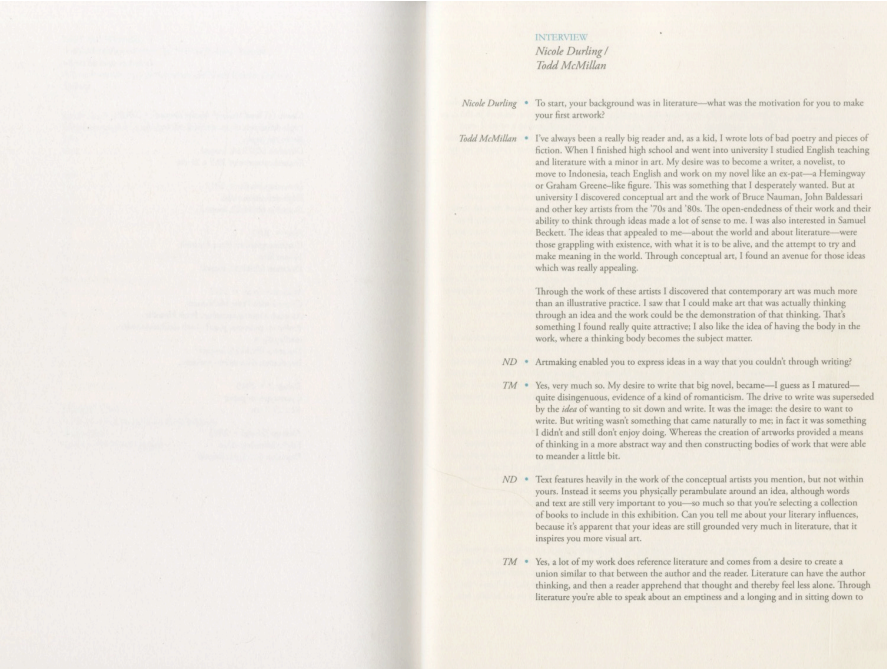 INTERVIEW
Nicole Durling /
Todd McMillan
Nicole Durling • To start, your background was in literature—what was the motivation for you to make
your first artwork?
Todd McMillan • I've always been a really big reader and, as a kid, I wrote lots of bad poetry and pieces of
fiction. When I finished high school and went into university I studied English teaching
and literature with a minor in art. My desire was to become a writer, a novelist, to
move to Indonesia, teach English and work on my novel like an ex-pat—a Hemingway
or Graham Greene–like figure. This was something that I desperately wanted. But at
university I discovered conceptual art and the work of Bruce Nauman, John Baldessari
and other key artists from the '70s and '80s. The open-endedness of their work and their
ability to think through ideas made a lot of sense to me. I was also interested in Samuel
Beckett. The ideas that appealed to me—about the world and about literature—were
those grappling with existence, with what it is to be alive, and the attempt to try and
make meaning in the world. Through conceptual art, I found an avenue for those ideas
which was really appealing.
Through the work of these artists I discovered that contemporary art was much more
than an illustrative practice. I saw that I could make art that was actually thinking
through an idea and the work could be the demonstration of that thinking. That's
something I found really quite attractive; I also like the idea of having the body in the
work, where a thinking body becomes the subject matter.
ND • Artmaking enabled you to express ideas in a way that you couldn't through writing?
TM • Yes, very much so. My desire to write that big novel, became—I guess as I matured—
quite disingenuous, evidence of a kind of romanticism. The drive to write was superseded
by the idea of wanting to sit down and write. It was the image: the desire to want to
write. But writing wasn't something that came naturally to me; in fact it was something
I didn't and still don't enjoy doing. Whereas the creation of artworks provided a means
of thinking in a more abstract way and then constructing bodies of work that were able
to meander a little bit.
ND • Text features heavily in the work of the conceptual artists you mention, but not within
yours. Instead it seems you physically perambulate around an idea, although words
and text are still very important to you—so much so that you're selecting a collection
of books to include in this exhibition. Can you tell me about your literary influences,
because it's apparent that your ideas are still grounded very much in literature, that it
inspires you more visual art.
TM • Yes, a lot of my work does reference literature and comes from a desire to create a
union similar to that between the author and the reader. Literature can have the author
thinking, and then a reader apprehend that thought and thereby feel less alone. Through
literature you're able to speak about an emptiness and a longing and in sitting down to